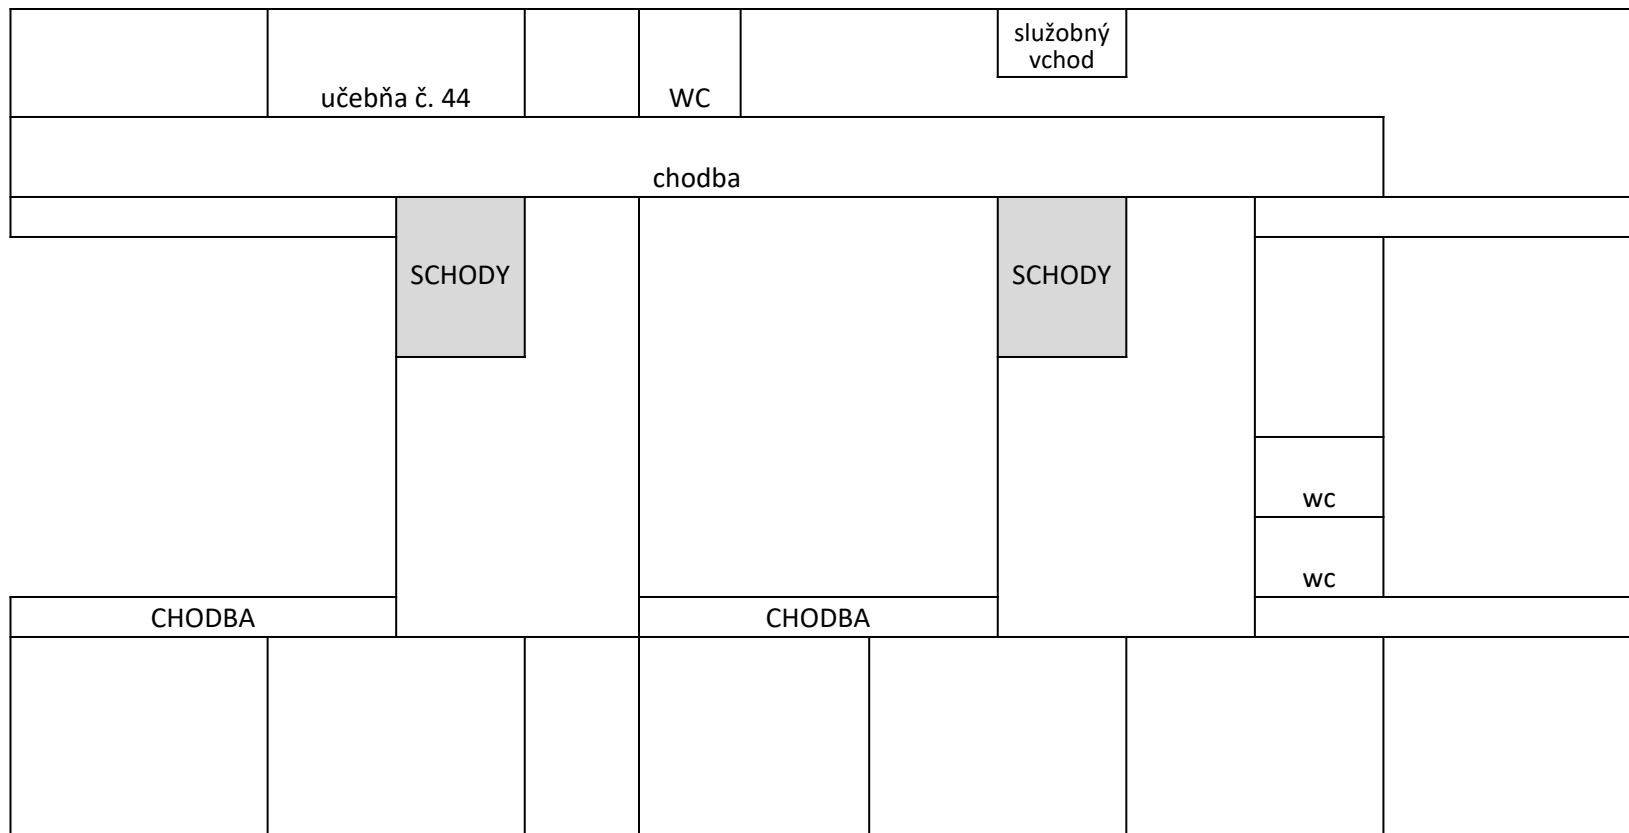 služobný
vchod
učebňa č. 44
WC
chodba
SCHODY
SCHODY
wc
wc
CHODBA
CHODBA